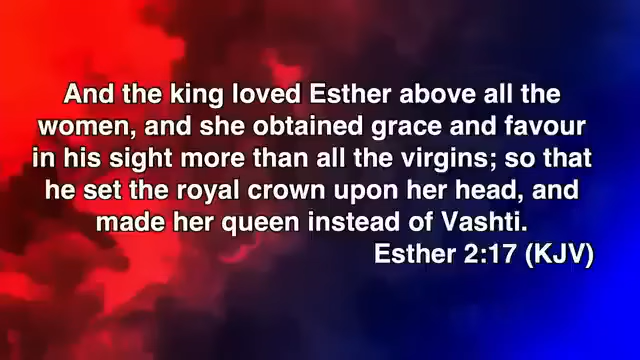 And the king loved Esther above all the
women, and she obtained grace and favour
in his sight more than all the virgins; so that
he set the royal crown upon her head, and
made her queen instead of Vashti.
Esther 2:17 (KJV)